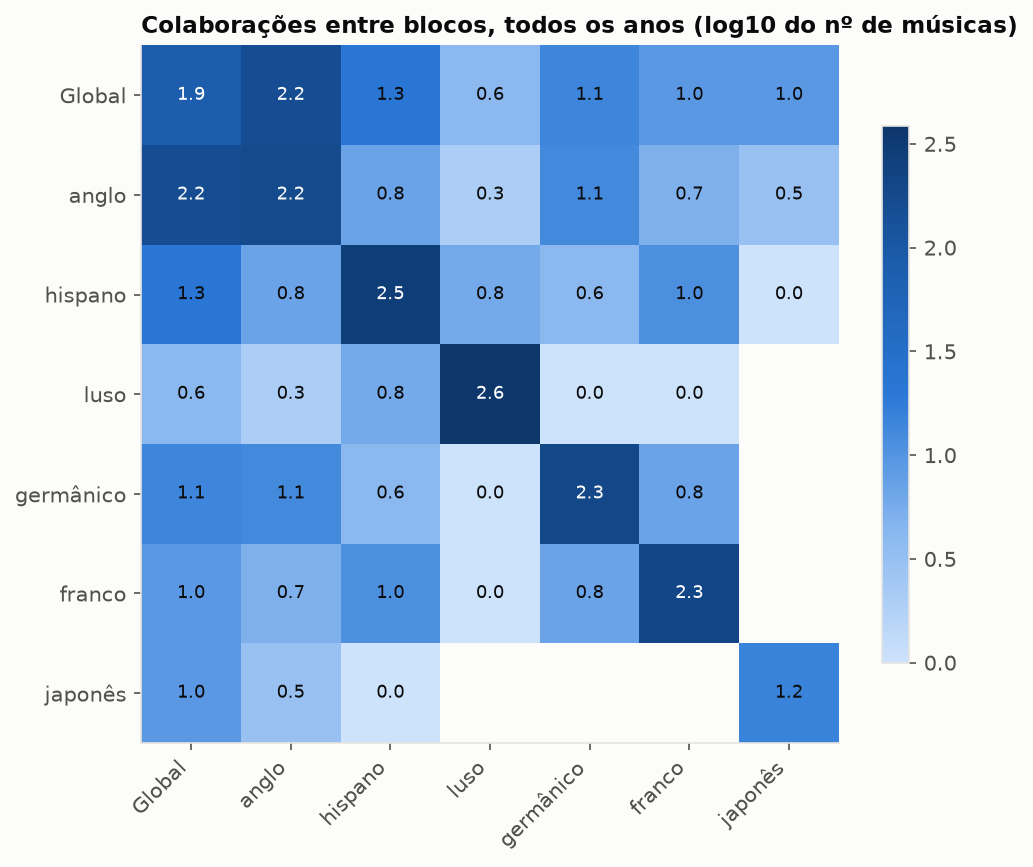 Colaborações entre blocos, todos os anos (log10 do nº de músicas)
Global 1.9 2.2 1.3 0.6 1.1 1.0 1.0
anglo 2.2 2.2 0.8 0.3 1.1 0.7 0.5
hispano 1.3 0.8 2.5 0.8 0.6 1.0 0.0
luso 0.6 0.3 0.8 2.6 0.0 0.0
germânico 1.1 1.1 0.6 0.0 2.3 0.8
franco 1.0 0.7 1.0 0.0 0.8 2.3
japonês 1.0 0.5 0.0 1.2
Global anglo hispano luso germânico franco japonês
2.5
2.0
1.5
1.0
0.5
0.0